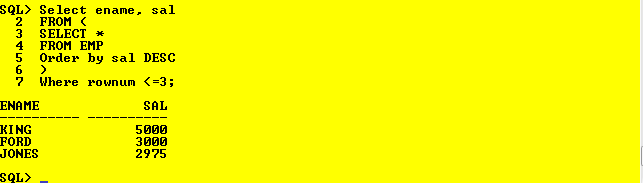 SQL> Select ename, sal
2 FROM (
3 SELECT *
4 FROM EMP
5 Order by sal DESC
6 )
7 Where rownum <=3;
ENAME SAL
---------- ----------
KING 5000
FORD 3000
JONES 2975
SQL> _